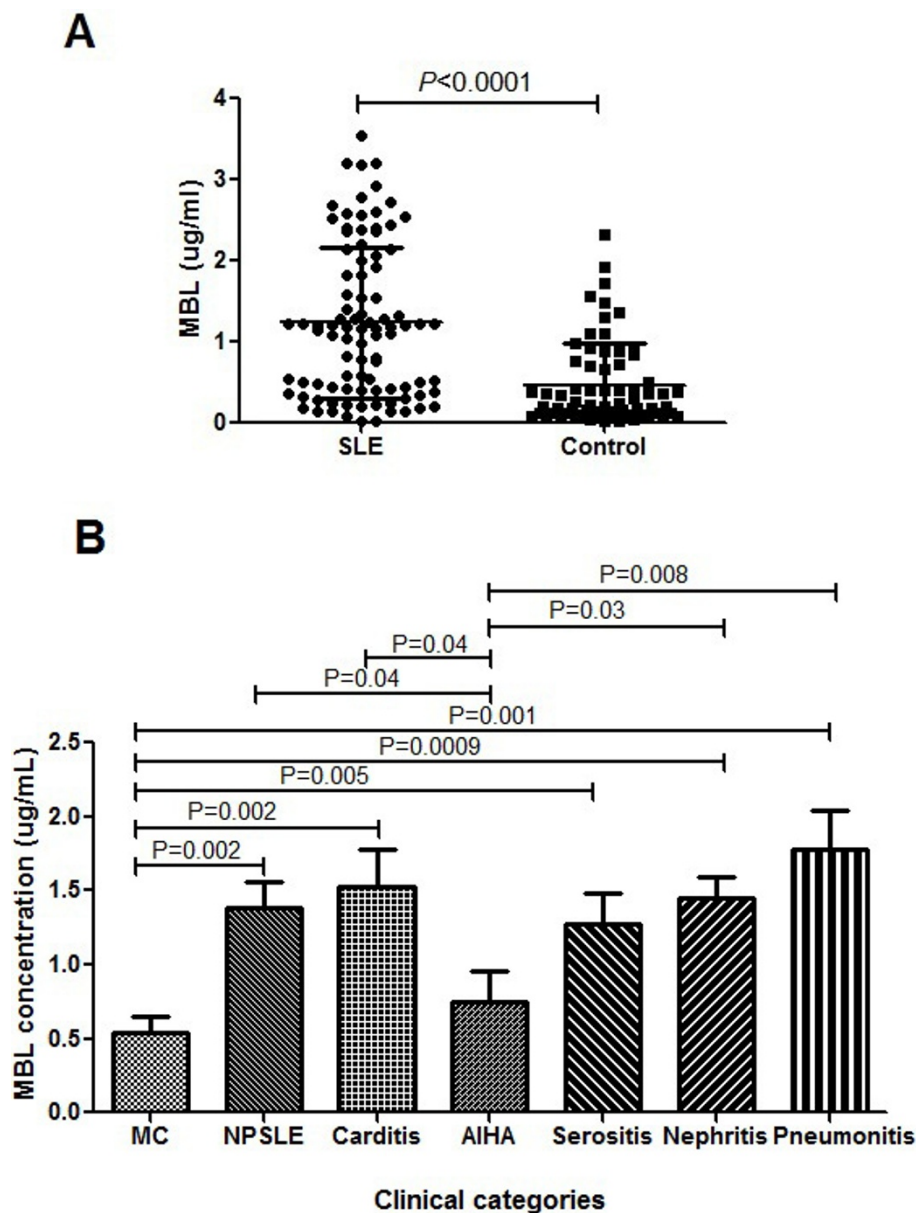 A
P<0.0001
4
3
2
1
0
MBL (ug/ml)
SLE Control
B
P=0.008
P=0.03
P=0.04
P=0.04
P=0.001
P=0.0009
P=0.005
P=0.002
P=0.002
2.5
2.0
1.5
1.0
0.5
0.0
MBL concentration (ug/mL)
MC NPSLE Carditis AIHA Serositis Nephritis Pneumonitis
Clinical categories